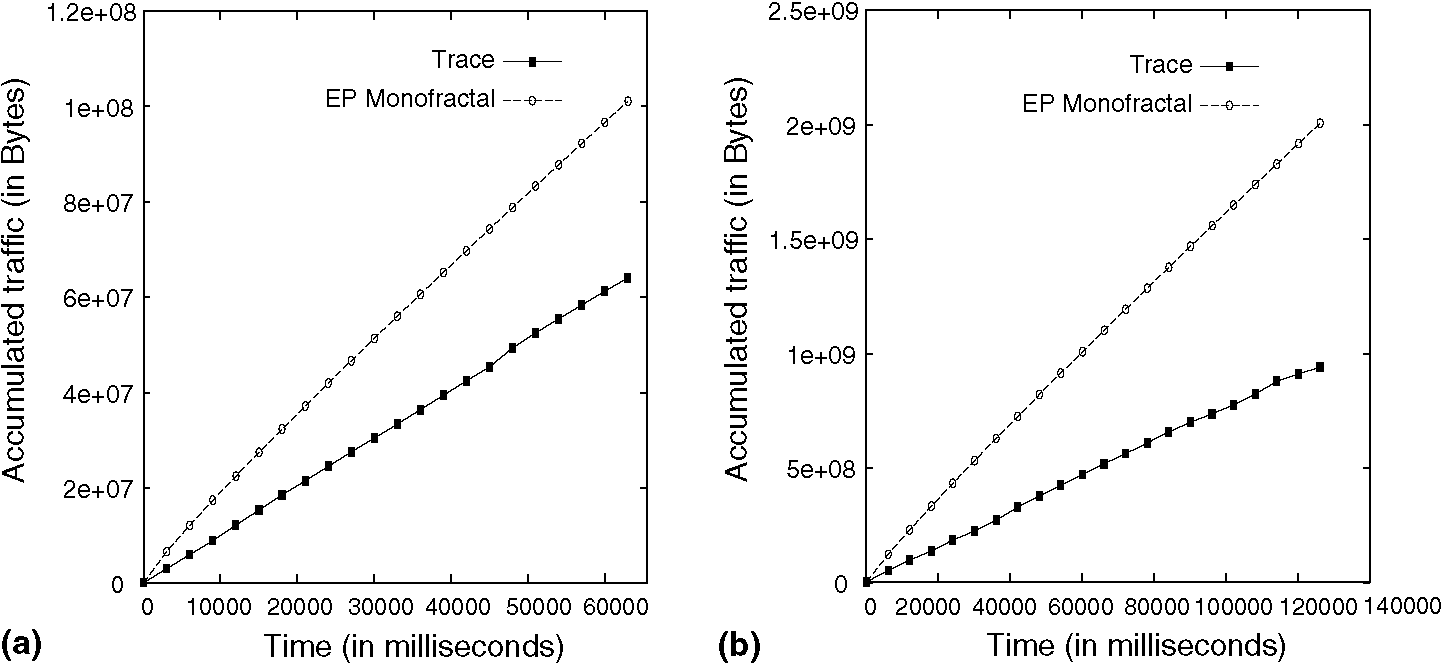 1.2e+08
1e+08
8e+07
6e+07
4e+07
2e+07
0
Accumulated traffic (in Bytes)
Trace
EP Monofractal
0 10000 20000 30000 40000 50000 60000
Time (in milliseconds)
(a)
2.5e+09
2e+09
1.5e+09
1e+09
5e+08
0
Accumulated traffic (in Bytes)
Trace
EP Monofractal
0 20000 40000 60000 80000 100000 120000 140000
Time (in milliseconds)
(b)